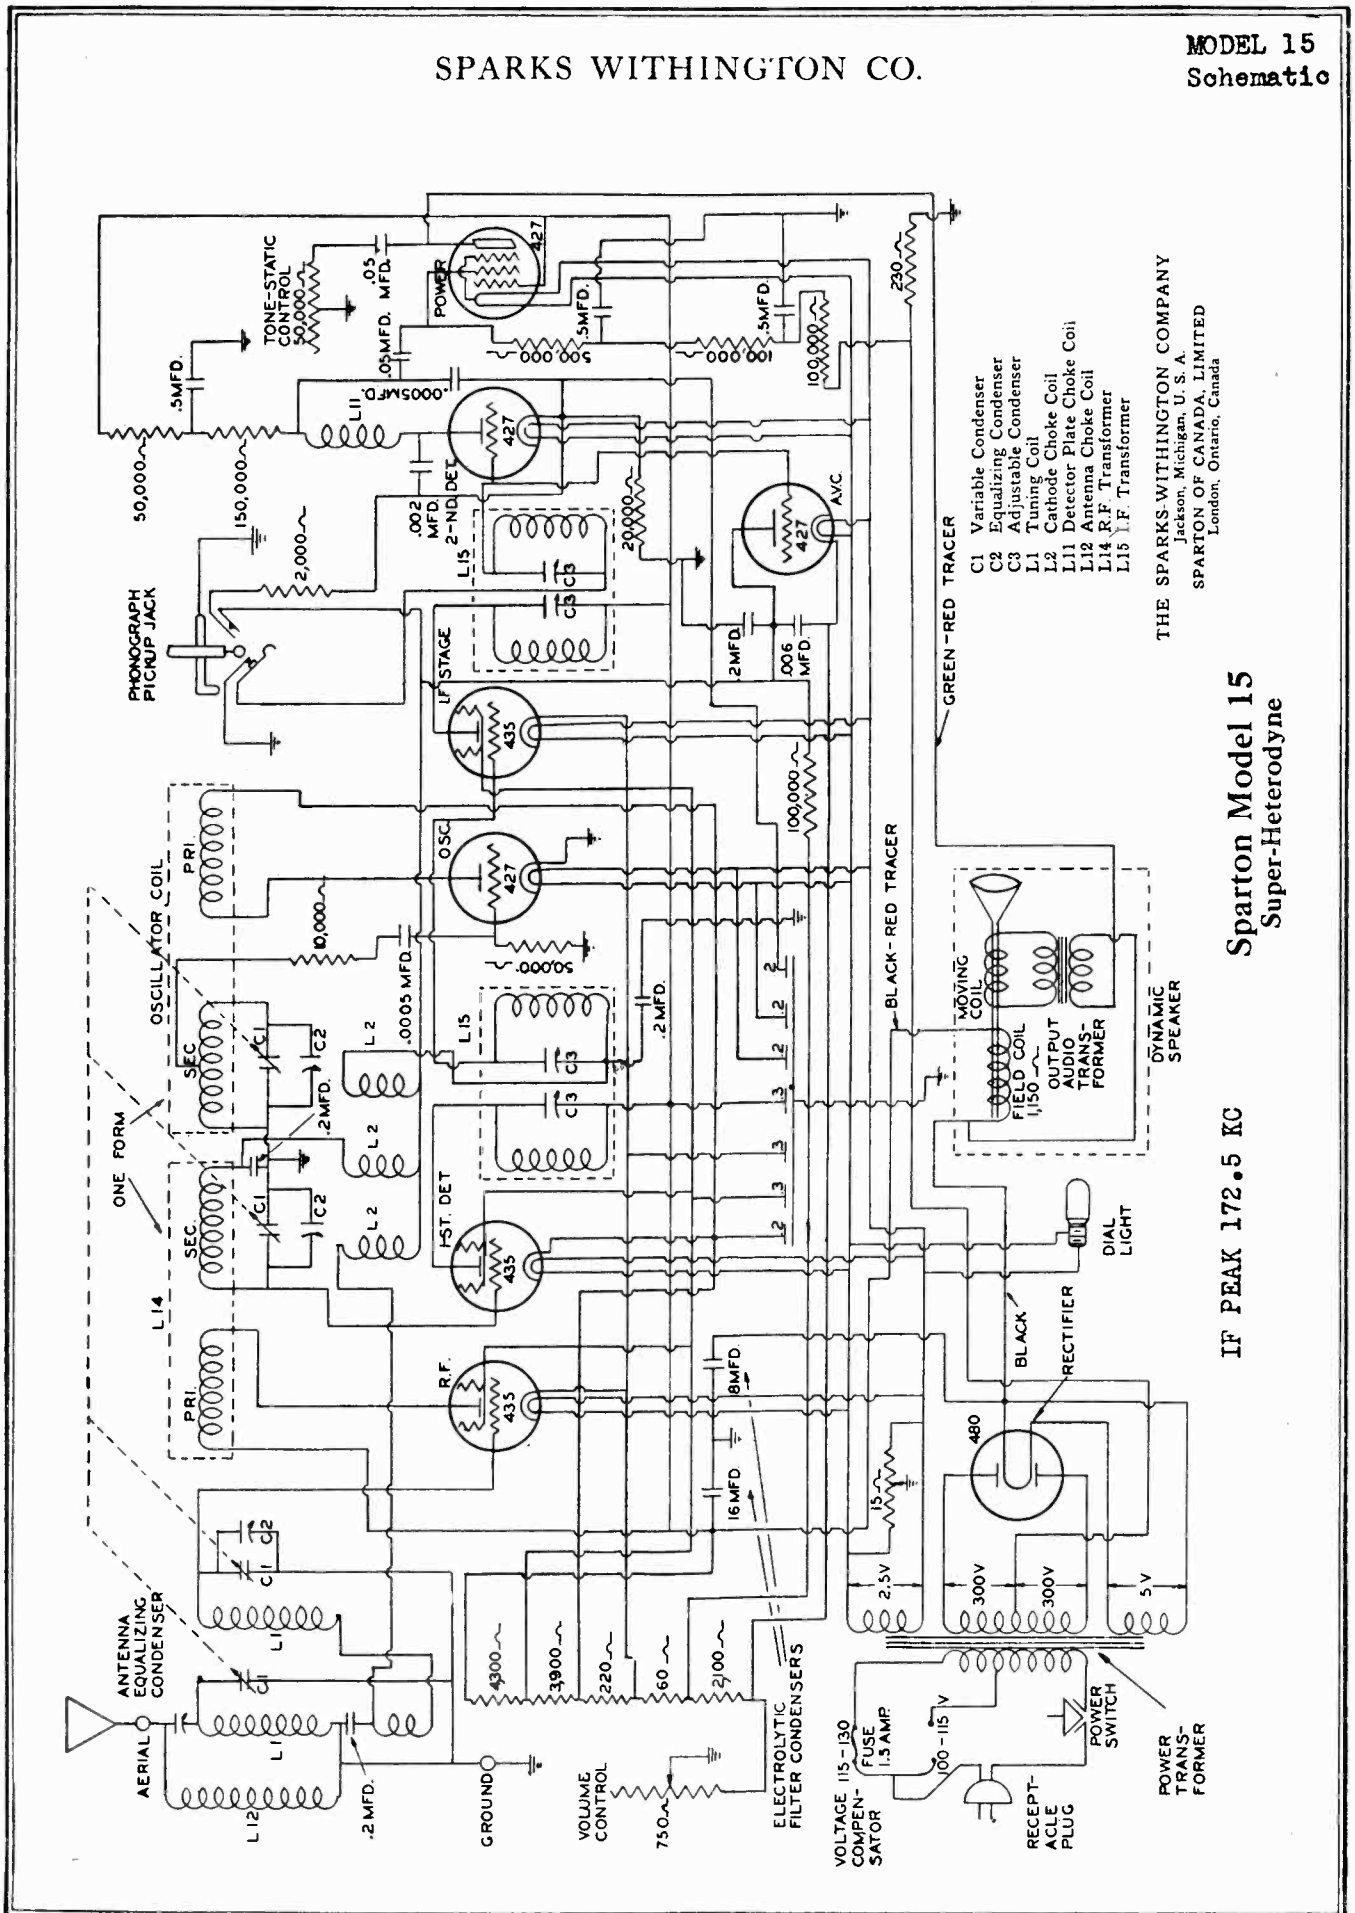 SPARKS WITHINGTON CO.
MODEL 15
Schematic
PHONOGRAPH
PICKUP JACK
50,000~
.5MFD.
150,000~
2,000~
TONE-STATIC
CONTROL
50,000~
.05
MFD.
.05MFD.
.0005MFD.
POWER
427
L11
.002
MFD.
2-ND. DET.
427
500,000
~
.5MFD.
100,000
~
.5MFD.
100,000~
230~
L15
C3
C3
20,000~
427
A.V.C.
.2MFD.
.006
MFD.
I.F. STAGE
435
OSCILLATOR COIL
PRI.
SEC.
10,000~
OSC.
427
.0005 MFD.
50,000
~
100,000~
C1
C2
.2MFD.
ONE FORM
L2
L2
L2
L15
C3
C3
.2MFD.
.2
.2
.2
.3
.3
.3
.2
L14
SEC.
PRI.
C1
C2
1-ST. DET
435
R.F.
435
8MFD.
16MFD.
ANTENNA
EQUALIZING
CONDENSER
AERIAL
L1
C1
C2
L1
C1
L12
.2MFD.
GROUND
4,300~
3,900~
220~
60~
2,100~
VOLUME
CONTROL
750~
ELECTROLYTIC
FILTER CONDENSERS
15~
2.5V
300V
300V
5V
480
RECTIFIER
BLACK
VOLTAGE
COMPEN-
SATOR
115-130
FUSE
1.5 AMP.
100-115 V
RECEPT-
ACLE
PLUG
POWER
SWITCH
POWER
TRANS-
FORMER
DIAL
LIGHT
BLACK-RED TRACER
GREEN-RED TRACER
MOVING
COIL
FIELD COIL
1,150~
OUTPUT
AUDIO
TRANS-
FORMER
DYNAMIC
SPEAKER
C1 Variable Condenser
C2 Equalizing Condenser
C3 Adjustable Condenser
L1 Tuning Coil
L2 Cathode Choke Coil
L11 Detector Plate Choke Coil
L12 Antenna Choke Coil
L14 R.F. Transformer
L15 I.F. Transformer
THE SPARKS-WITHINGTON COMPANY
Jackson, Michigan, U. S. A.
SPARTON OF CANADA, LIMITED
London, Ontario, Canada
Sparton Model 15
Super-Heterodyne
IF PEAK 172.5 KC